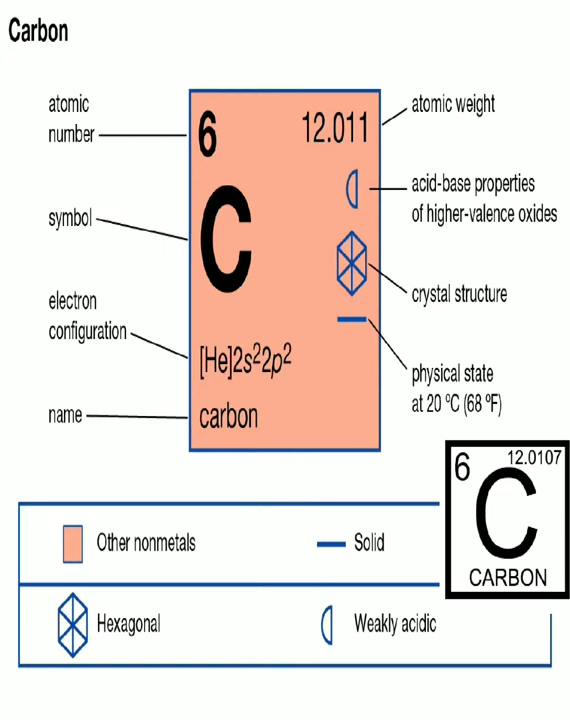 Carbon
atomic
number
6
12.011
atomic weight
symbol
C
acid-base properties
of higher-valence oxides
crystal structure
electron
configuration
[He]2s²2p²
physical state
at 20 ºC (68 ºF)
name
carbon
6
12.0107
C
CARBON
Other nonmetals
Solid
Hexagonal
Weakly acidic